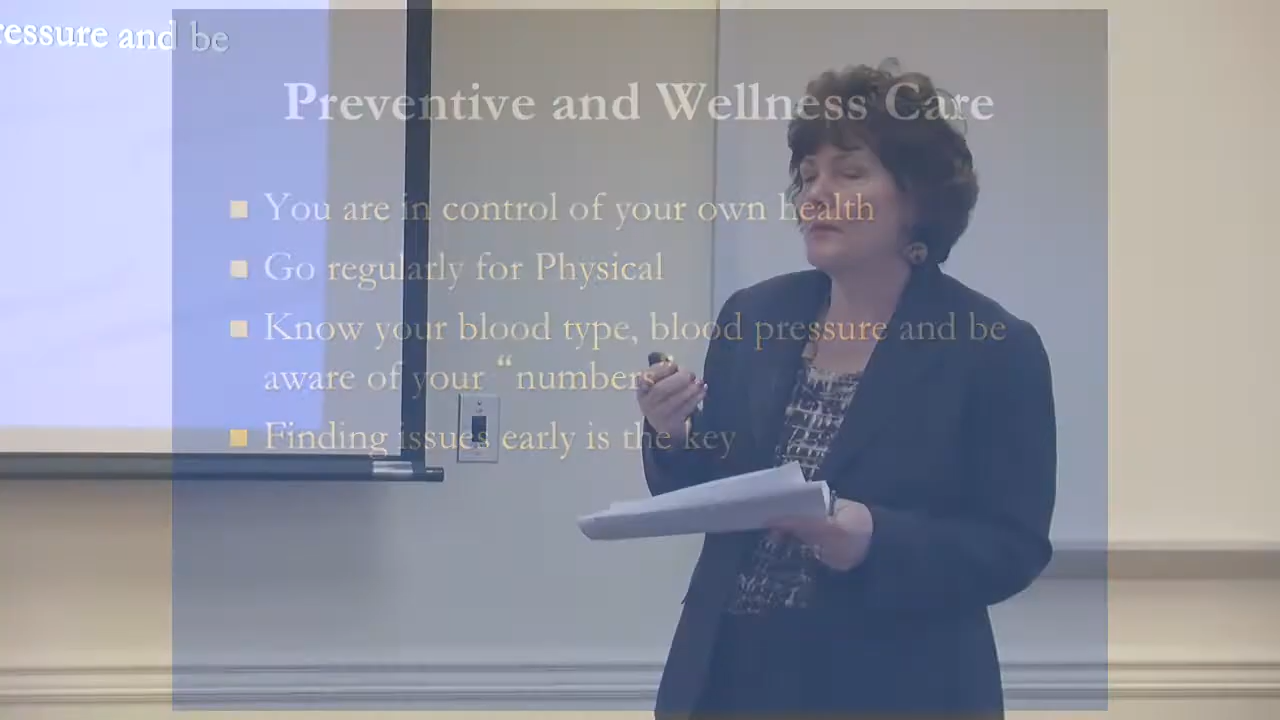 ressure and be
Preventive and Wellness Care
You are in control of your own health
Go regularly for Physical
Know your blood type, blood pressure and be
aware of your “numbers”
Finding issues early is the key